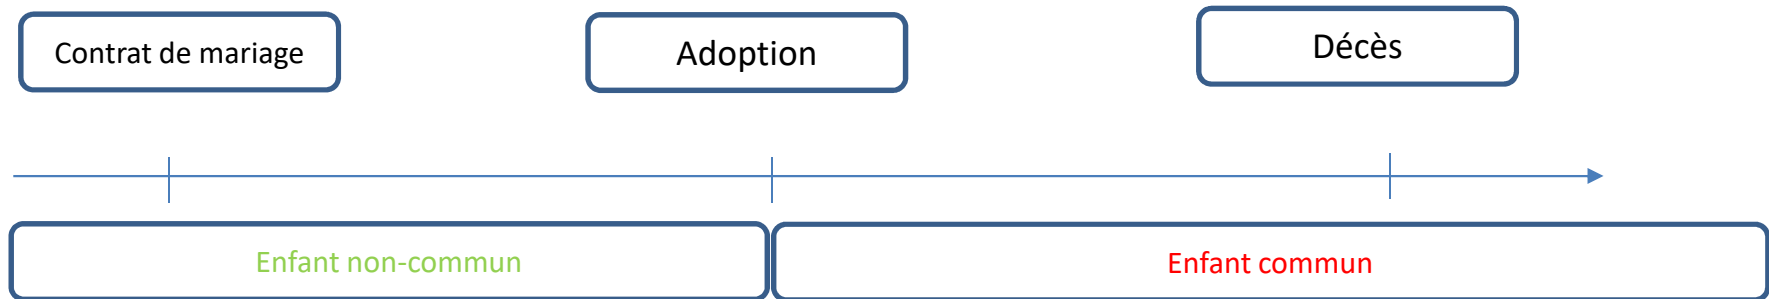 Contrat de mariage
Adoption
Décès
Enfant non-commun
Enfant commun